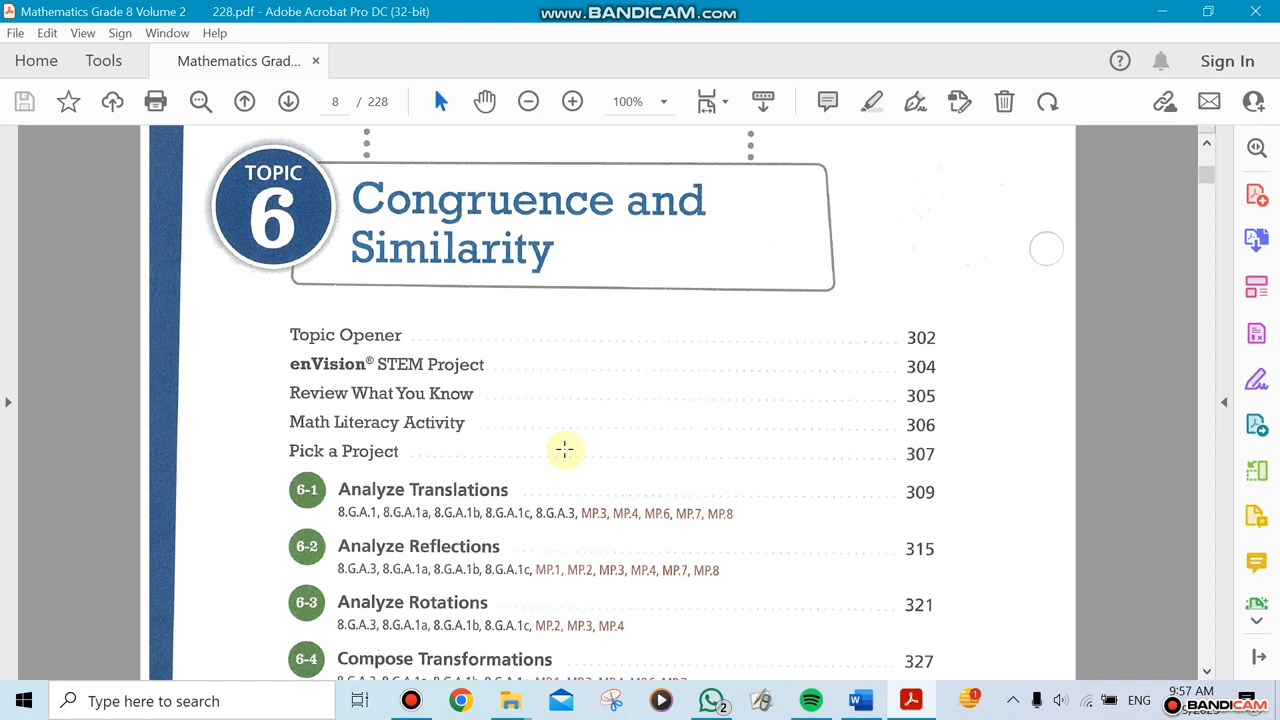 Mathematics Grade 8 Volume 2 228.pdf - Adobe Acrobat Pro DC (32-bit)
www.BANDICAM.com
File Edit View Sign Window Help
Home Tools Mathematics Grad... × Sign In
8 / 228 100%
TOPIC
6
Congruence and
Similarity
Topic Opener 302
enVision® STEM Project 304
Review What You Know 305
Math Literacy Activity 306
Pick a Project 307
6-1 Analyze Translations 309
8.G.A.1, 8.G.A.1a, 8.G.A.1b, 8.G.A.1c, 8.G.A.3, MP.3, MP.4, MP.6, MP.7, MP.8
6-2 Analyze Reflections 315
8.G.A.3, 8.G.A.1a, 8.G.A.1b, 8.G.A.1c, MP.1, MP.2, MP.3, MP.4, MP.7, MP.8
6-3 Analyze Rotations 321
8.G.A.3, 8.G.A.1a, 8.G.A.1b, 8.G.A.1c, MP.2, MP.3, MP.4
6-4 Compose Transformations 327
Type here to search
2
1
ENG
9:57 AM
BANDICAM